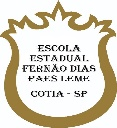 ESCOLA
ESTADUAL
FERNÃO DIAS
PAES LEME
COTIA - SP